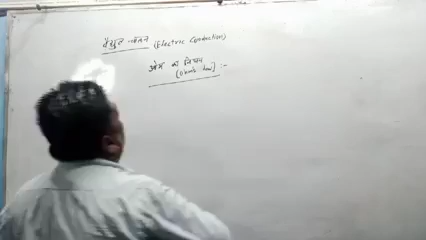 वैद्युत चालन (Electric Conduction)
ओम का नियम
(Ohm's Law) :-